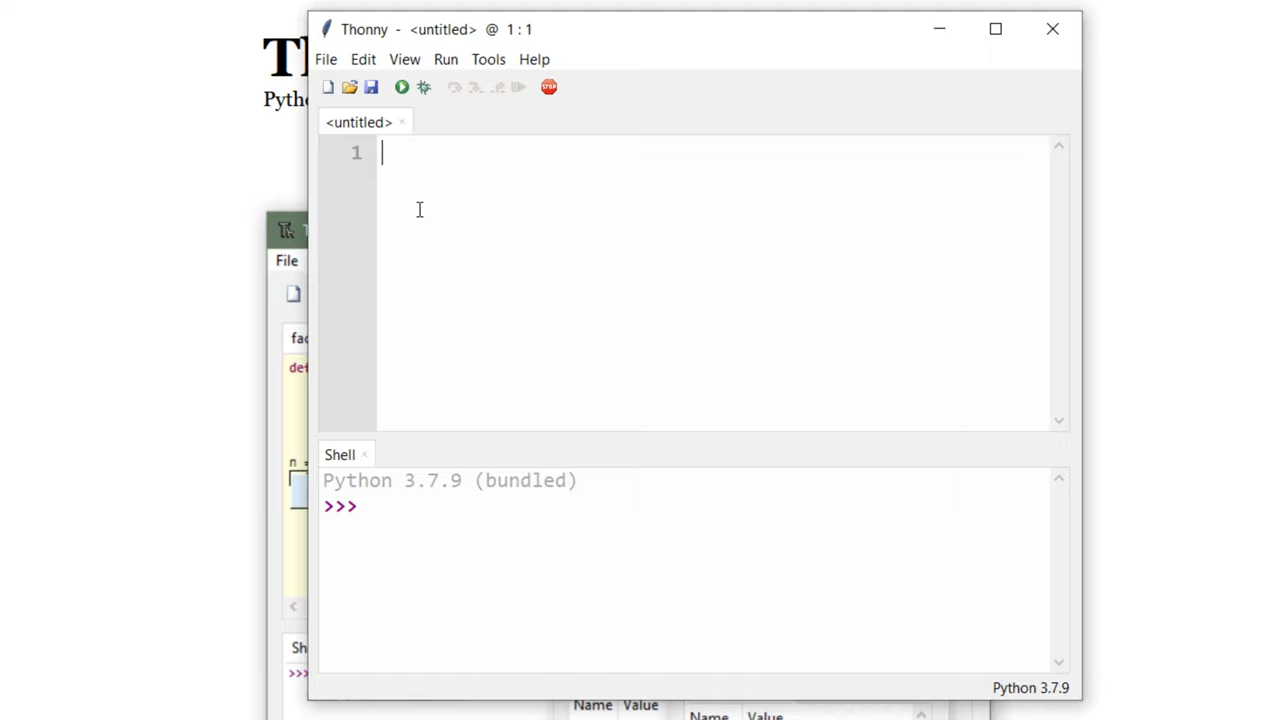 Thonny - <untitled> @ 1 : 1
File Edit View Run Tools Help
STOP
<untitled> ×
1
Shell ×
Python 3.7.9 (bundled)
>>>
Python 3.7.9
File
n =
>>>
Name Value
Name Value